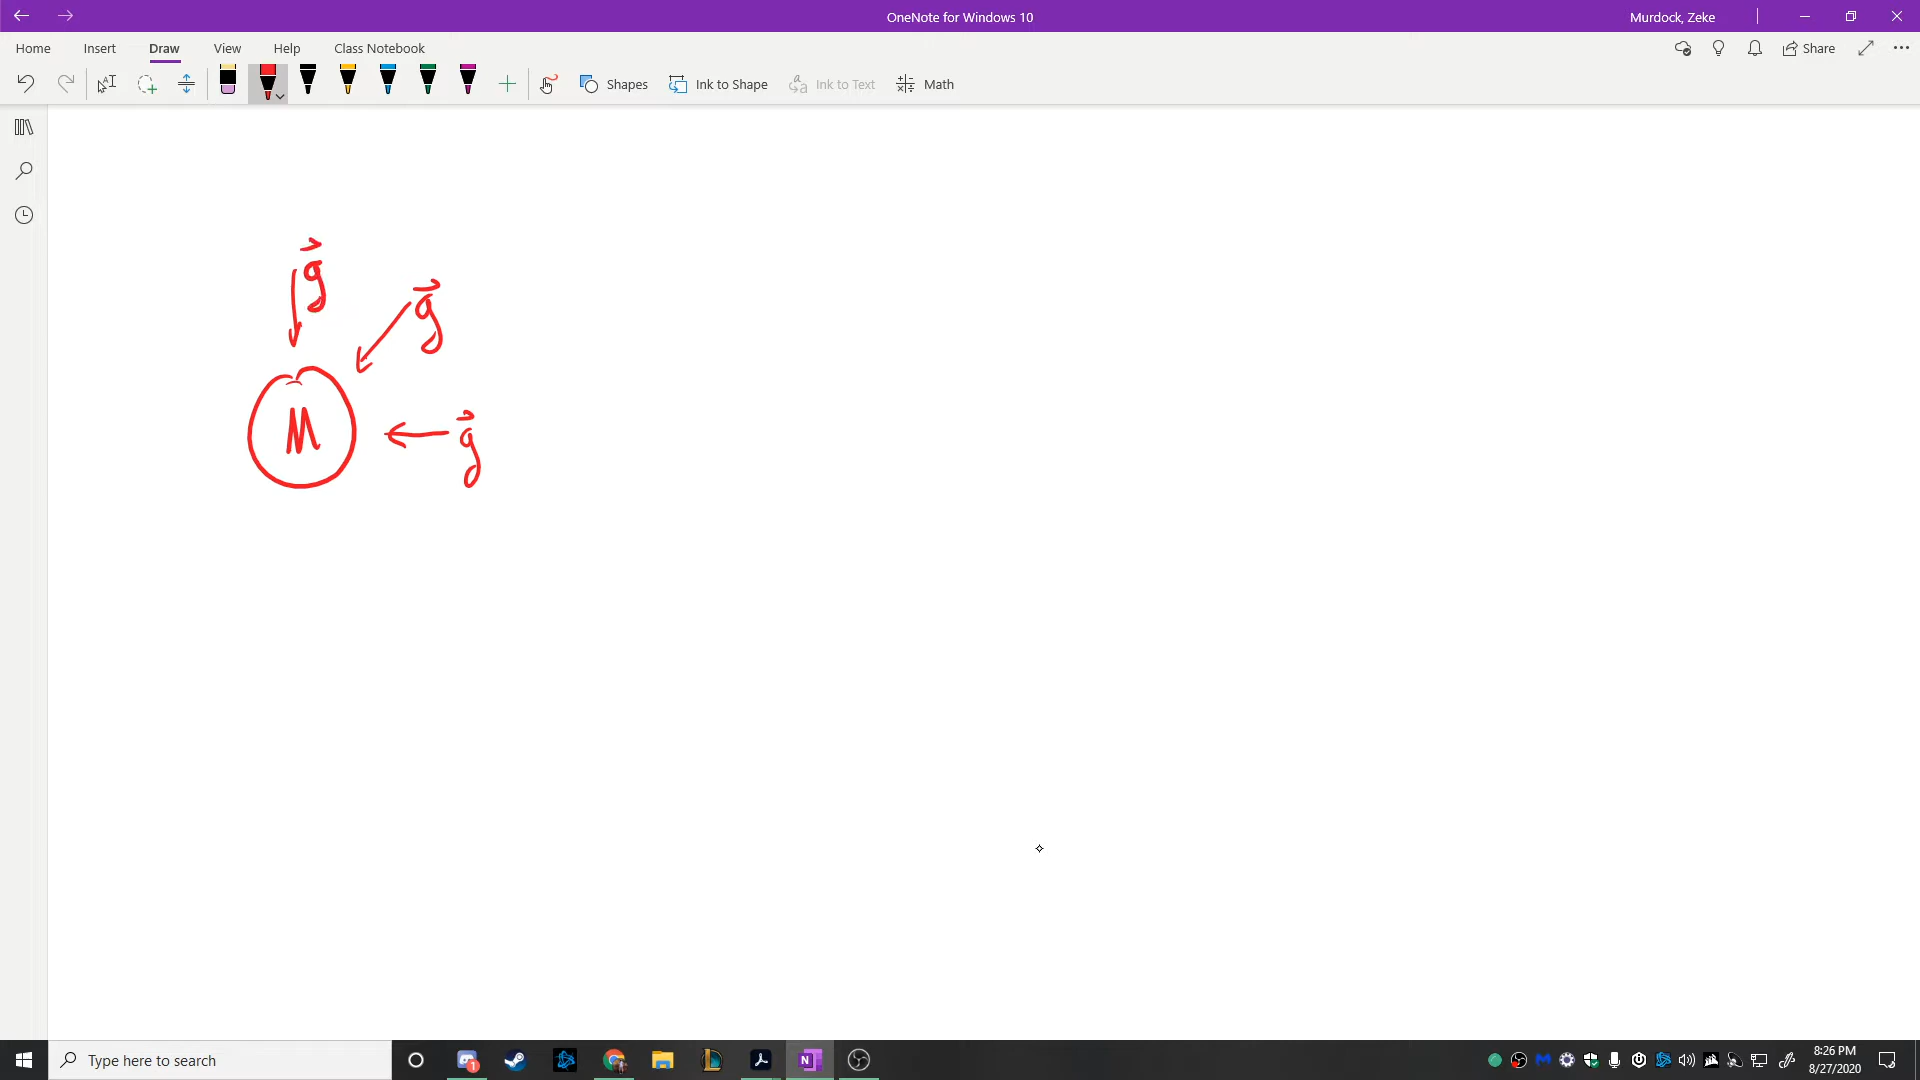 OneNote for Windows 10
Murdock, Zeke
Home Insert Draw View Help Class Notebook
Share
Shapes Ink to Shape Ink to Text Math
g⃗
g⃗
M
g⃗
Type here to search
1
8:26 PM
8/27/2020